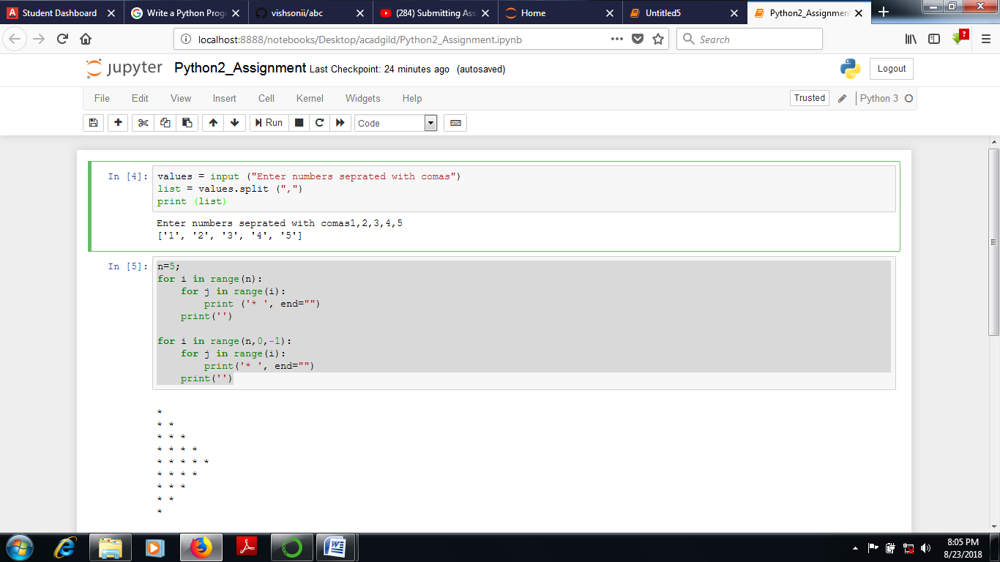 Student Dashboard
Write a Python Prog
vishsonii/abc
(284) Submitting Ass
Home
Untitled5
Python2_Assignment
localhost:8888/notebooks/Desktop/acadgild/Python2_Assignment.ipynb
Search
jupyter Python2_Assignment Last Checkpoint: 24 minutes ago (autosaved)
Logout
File Edit View Insert Cell Kernel Widgets Help
Trusted
Python 3
Run
Code
In [4]:
values = input ("Enter numbers seprated with comas")
list = values.split (",")
print (list)
Enter numbers seprated with comas1,2,3,4,5
['1', '2', '3', '4', '5']
In [5]:
n=5;
for i in range(n):
    for j in range(i):
        print ('* ', end="")
    print('')

for i in range(n,0,-1):
    for j in range(i):
        print('* ', end="")
    print('')

*
* *
* * *
* * * *
* * * * *
* * * *
* * *
* *
*
8:05 PM
8/23/2018